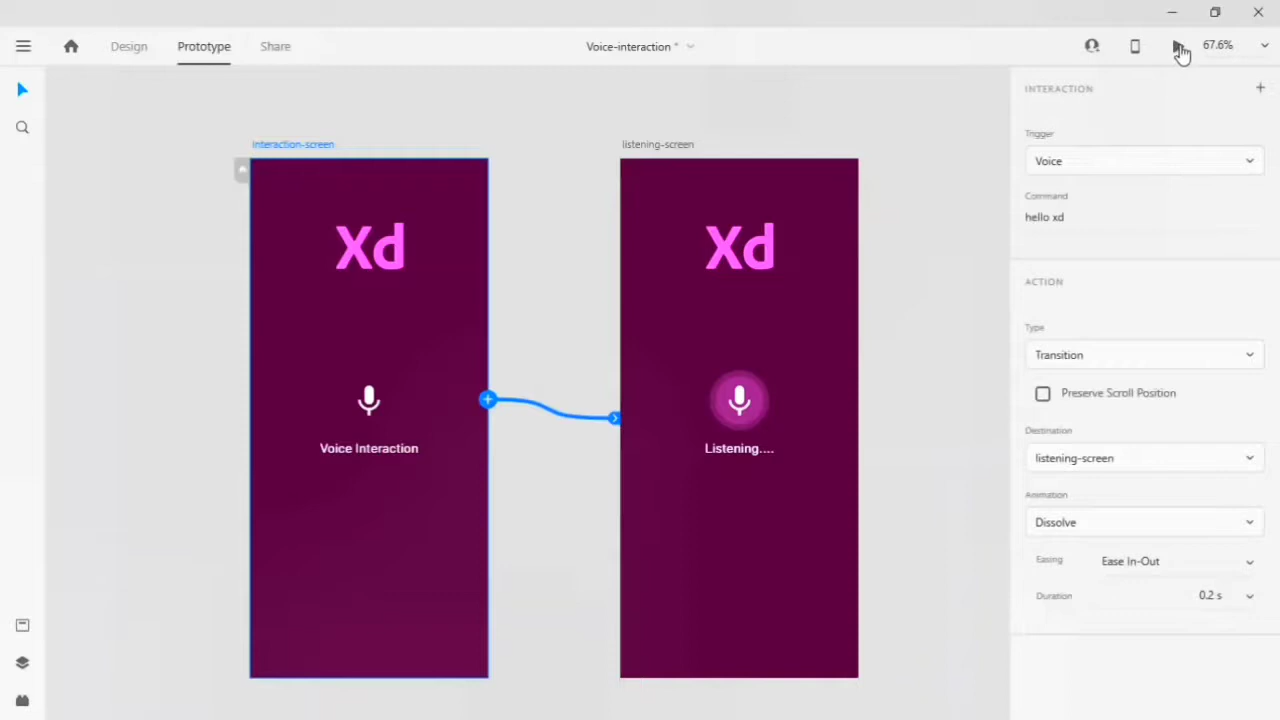 Design
Prototype
Share
Voice-interaction *
67.6%
INTERACTION
Trigger
Voice
Command
hello xd
ACTION
Type
Transition
Preserve Scroll Position
Destination
listening-screen
Animation
Dissolve
Easing
Ease In-Out
Duration
0.2 s
interaction-screen
Xd
Voice Interaction
listening-screen
Xd
Listening....